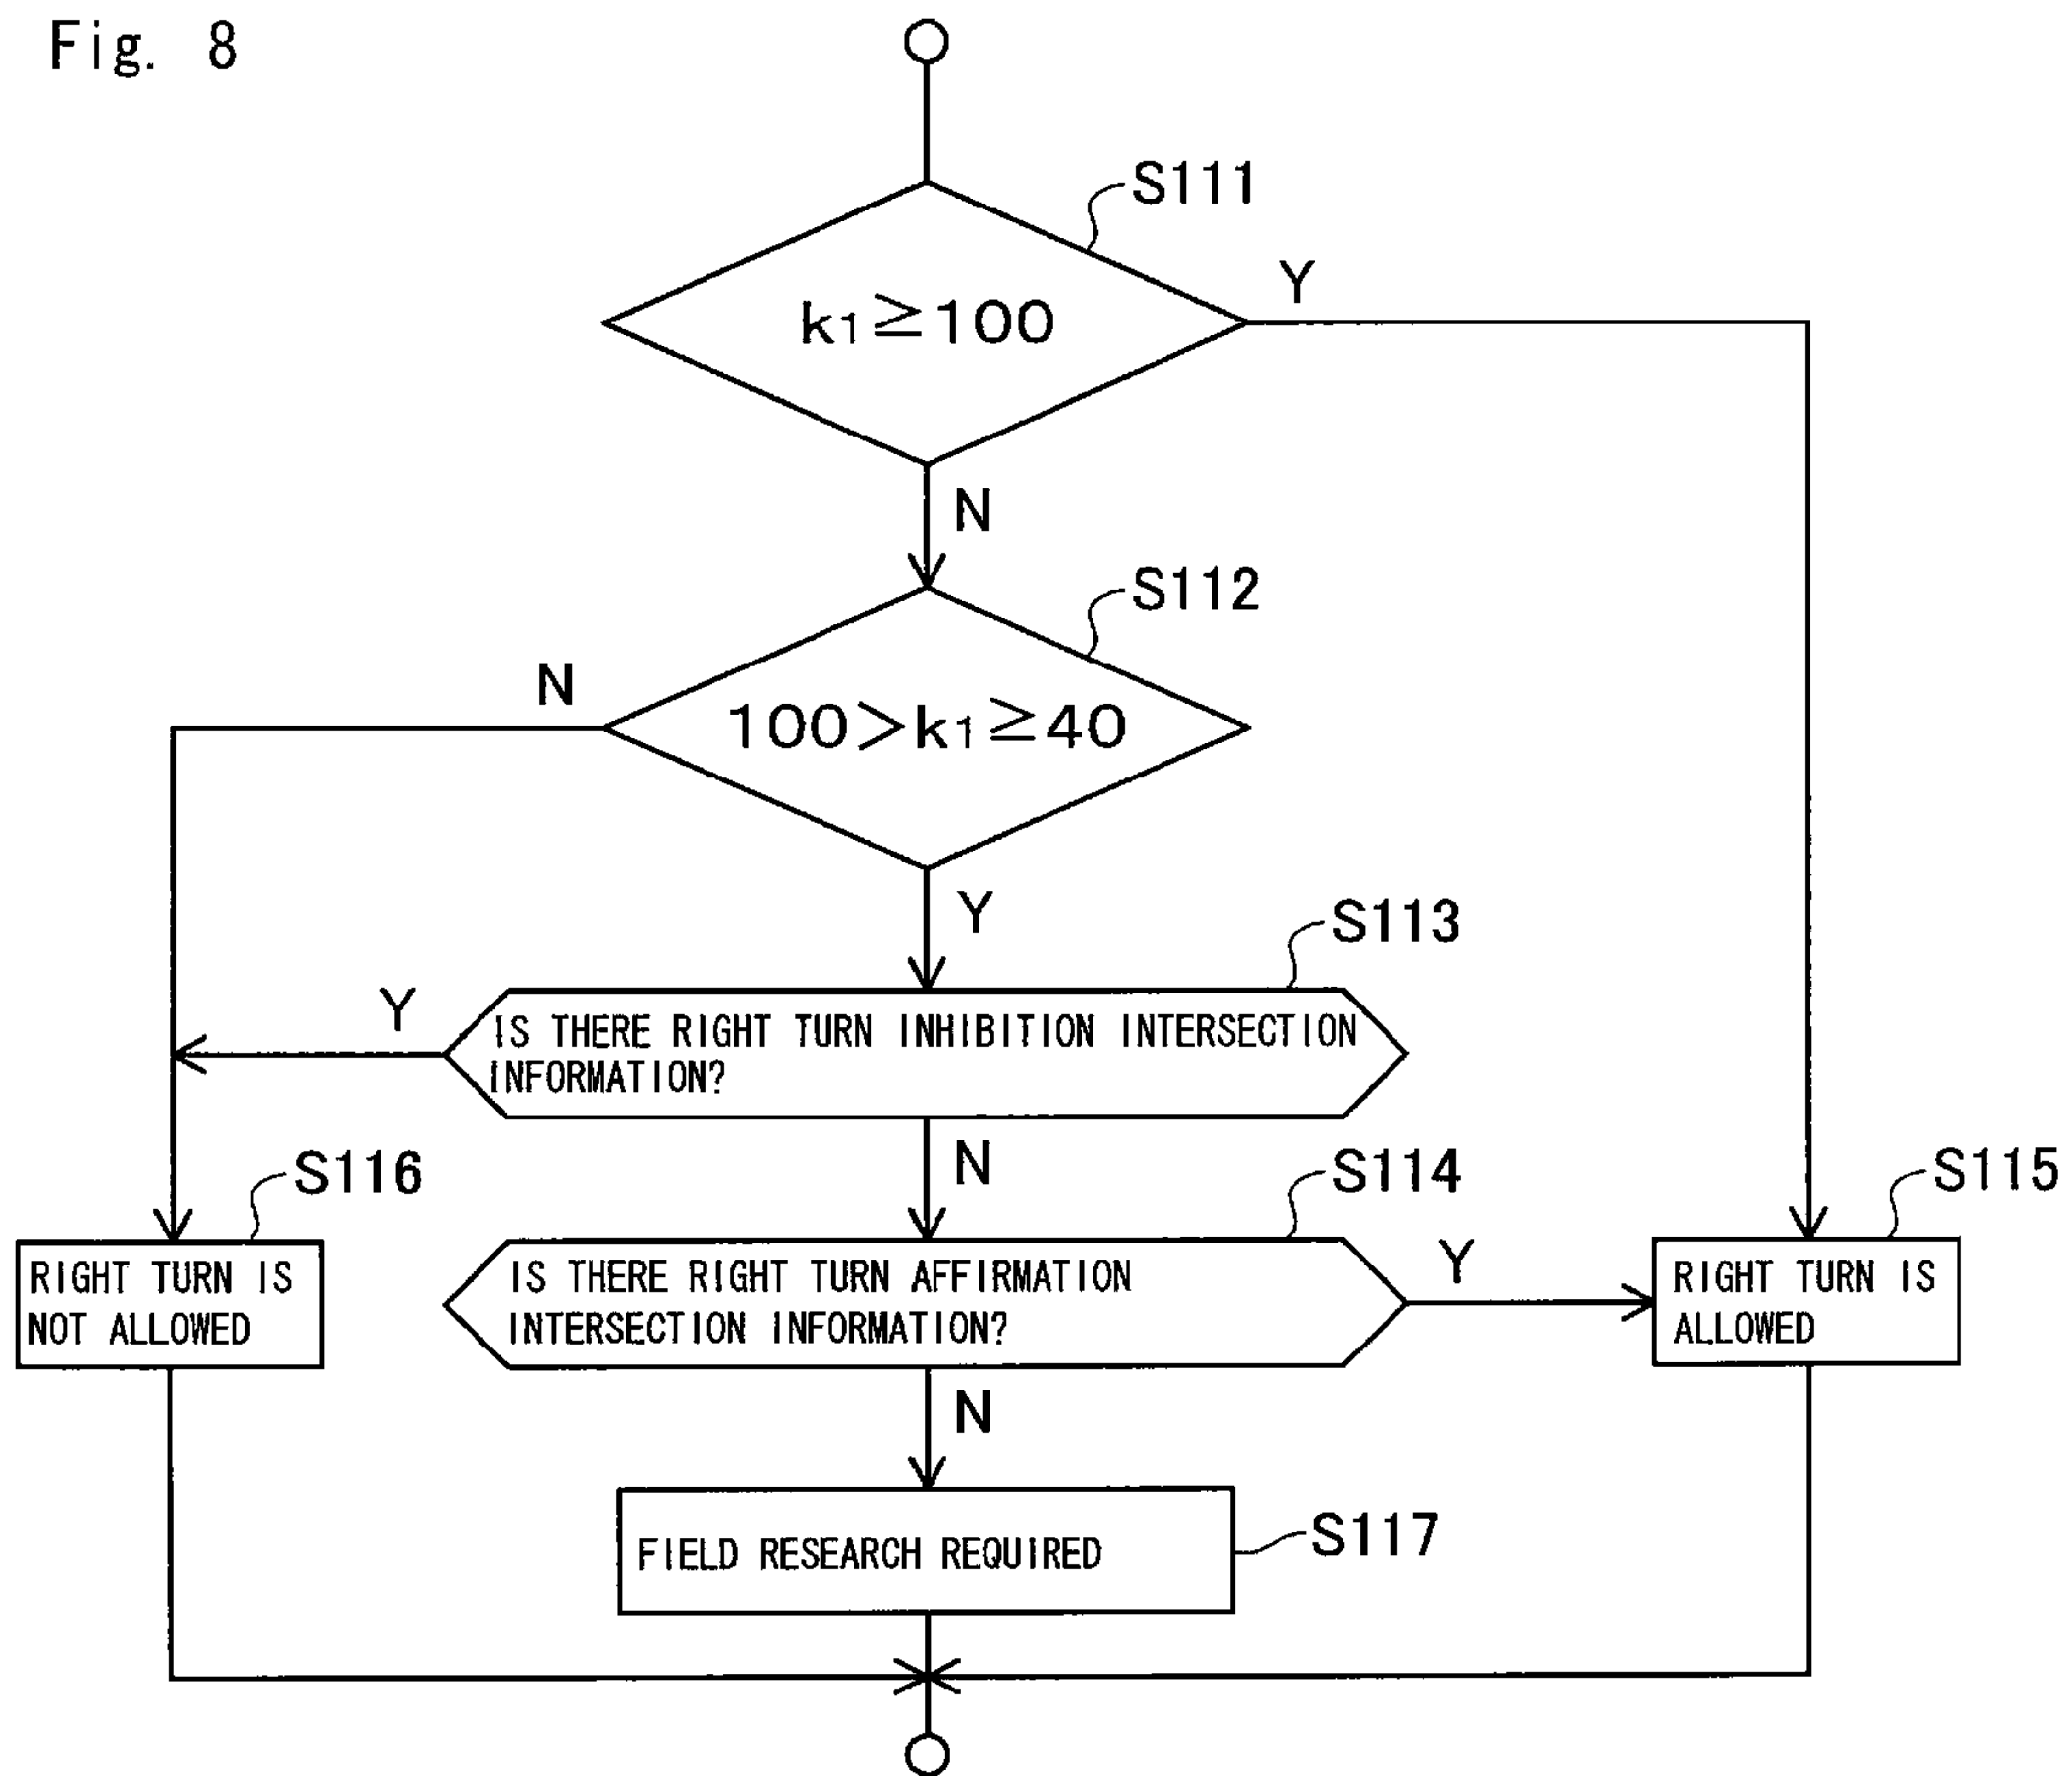 Fig. 8
S111
k1≧100
Y
N
S112
N
100>k1≧40
Y
S113
Y
IS THERE RIGHT TURN INHIBITION INTERSECTION
INFORMATION?
N
S116
S114
S115
RIGHT TURN IS
NOT ALLOWED
IS THERE RIGHT TURN AFFIRMATION
INTERSECTION INFORMATION?
Y
RIGHT TURN IS
ALLOWED
N
FIELD RESEARCH REQUIRED
S117